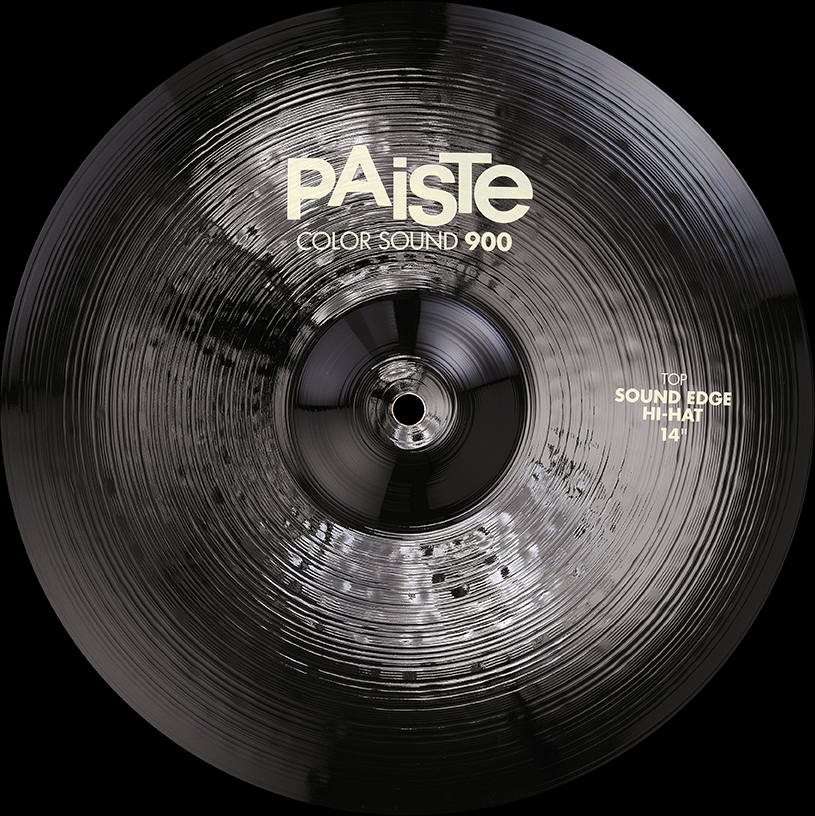 PAiSTe
COLOR SOUND 900
TOP
SOUND EDGE
HI-HAT
14"